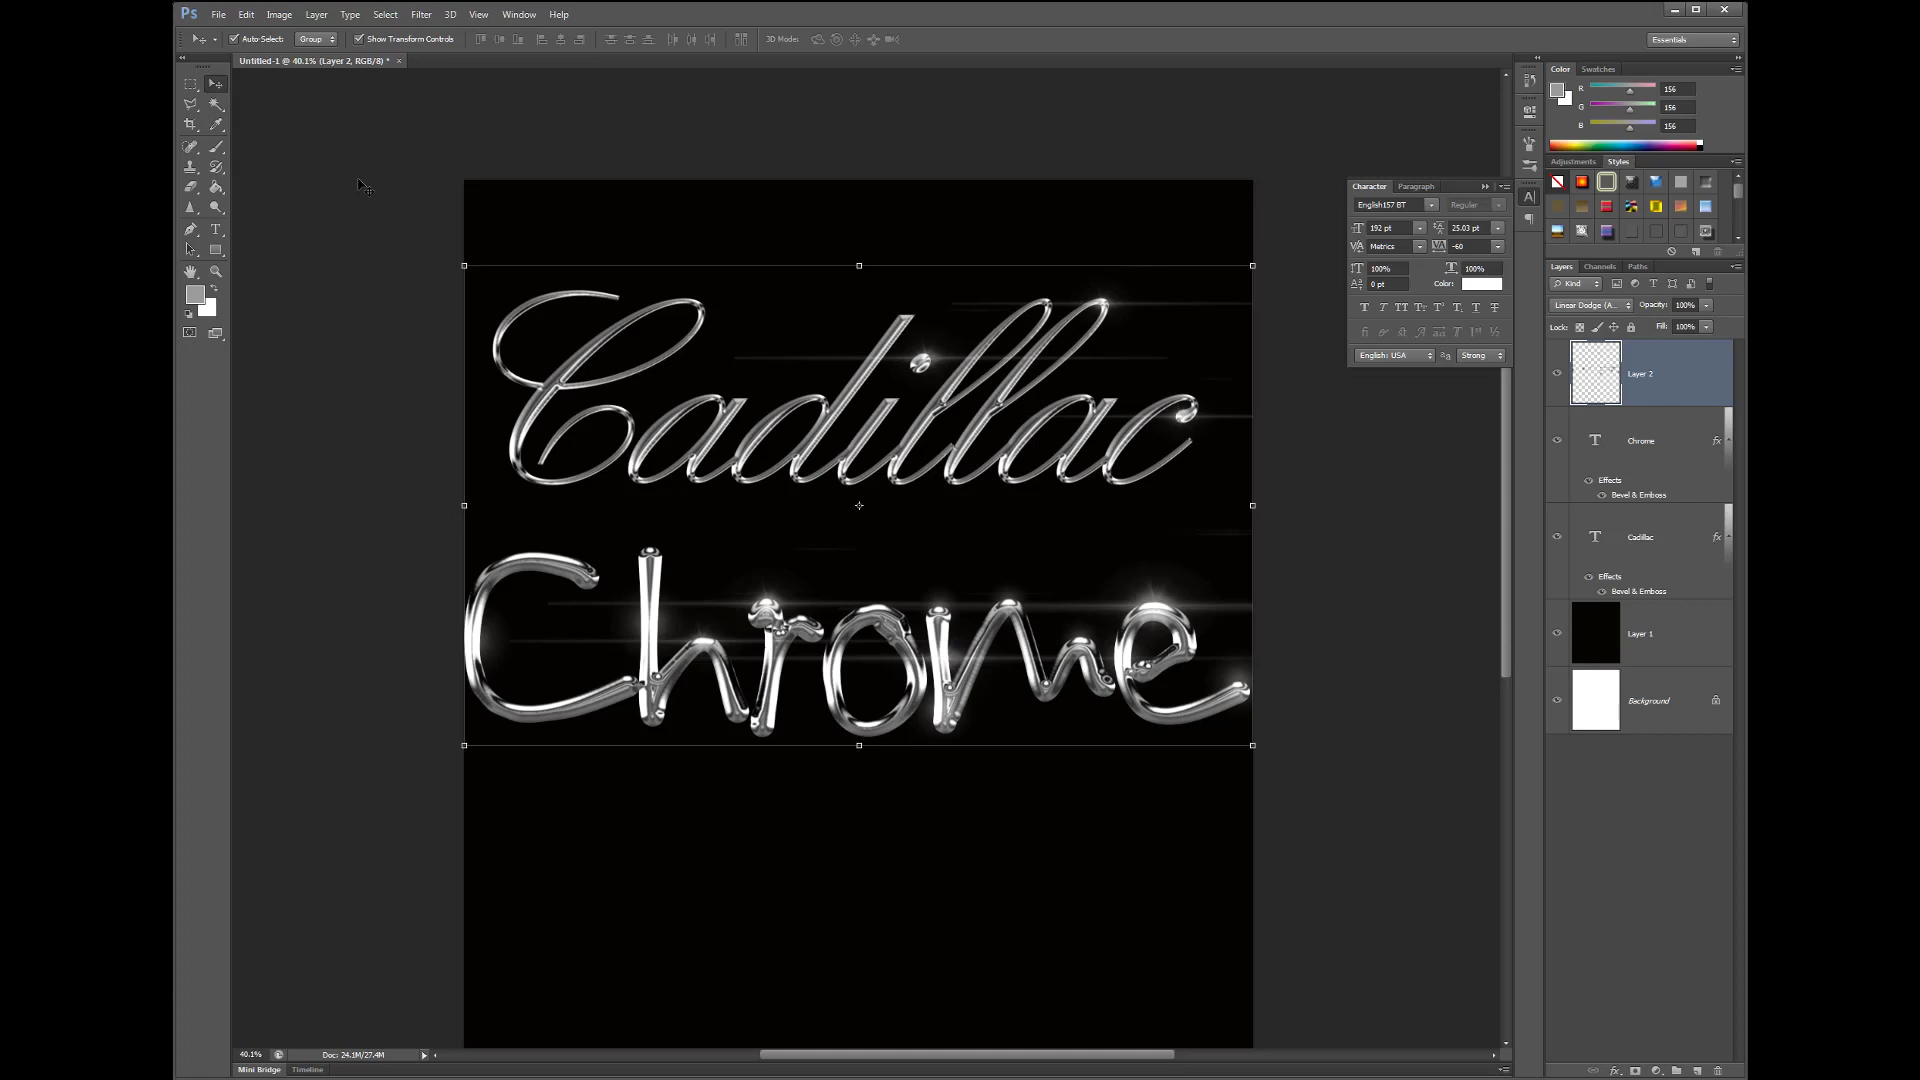 Ps File Edit Image Layer Type Select Filter 3D View Window Help
Auto-Select: Group Show Transform Controls 3D Modes Essentials
Untitled-1 @ 40.1% (Layer 2, RGB/8) * ×
Color Swatches
R 156
G 156
B 156
Adjustments Styles
Character Paragraph
English157 BT Regular
192 pt 25.03 pt
Metrics -60
100% 100%
0 pt Color:
English: USA Strong
Layers Channels Paths
Kind
Linear Dodge (A... Opacity: 100%
Lock: Fill: 100%
Layer 2
Chrome fx
Effects
Bevel & Emboss
Cadillac fx
Effects
Bevel & Emboss
Layer 1
Background
Cadillac
Chrome
40.1% Doc: 24.1M/27.4M
Mini Bridge Timeline